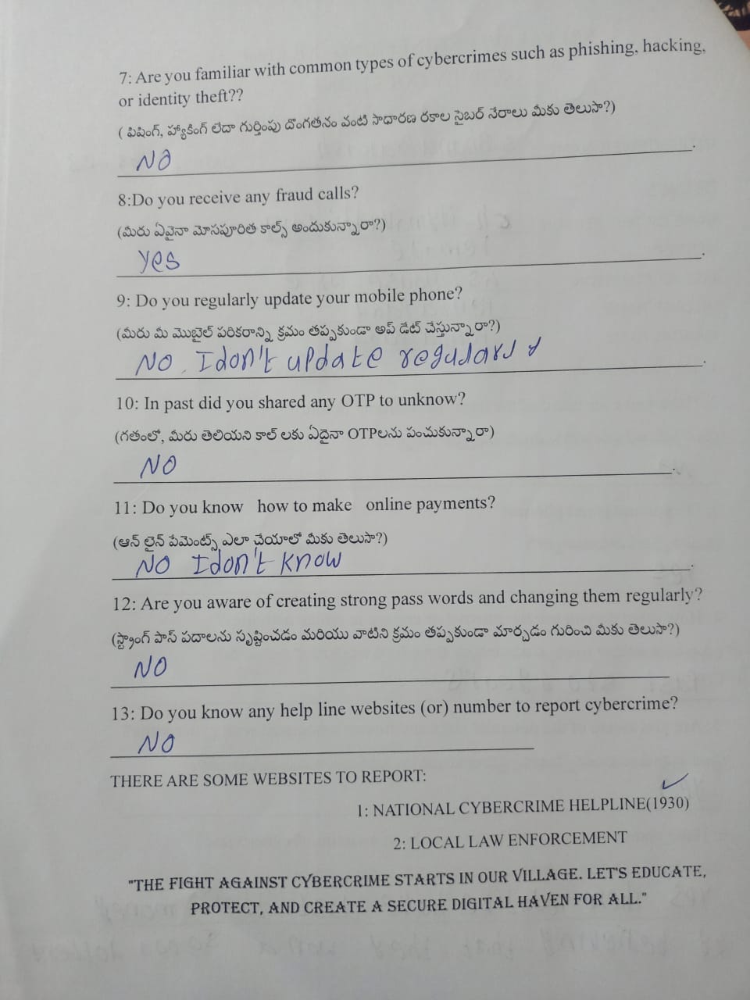 7: Are you familiar with common types of cybercrimes such as phishing, hacking,
or identity theft??
( ఫిషింగ్, హ్యాకింగ్ లేదా గుర్తింపు దొంగతనం వంటి సాధారణ రకాల సైబర్ నేరాలు మీకు తెలుసా?)
NO
8:Do you receive any fraud calls?
(మీరు ఏవైనా మోసపూరిత కాల్స్ అందుకున్నారా?)
yes
9: Do you regularly update your mobile phone?
(మీరు మీ మొబైల్ పరికరాన్ని క్రమం తప్పకుండా అప్ డేట్ చేస్తున్నారా?)
NO. I don't update regularly
10: In past did you shared any OTP to unknow?
(గతంలో, మీరు తెలియని కాల్ లకు ఏదైనా OTPలను పంచుకున్నారా)
NO
11: Do you know how to make online payments?
(ఆన్ లైన్ పేమెంట్స్ ఎలా చేయాలో మీకు తెలుసా?)
NO I don't know
12: Are you aware of creating strong pass words and changing them regularly?
(స్ట్రాంగ్ పాస్ పదాలను సృష్టించడం మరియు వాటిని క్రమం తప్పకుండా మార్చడం గురించి మీకు తెలుసా?)
NO
13: Do you know any help line websites (or) number to report cybercrime?
NO
THERE ARE SOME WEBSITES TO REPORT:
1: NATIONAL CYBERCRIME HELPLINE(1930)
2: LOCAL LAW ENFORCEMENT
"THE FIGHT AGAINST CYBERCRIME STARTS IN OUR VILLAGE. LET'S EDUCATE,
PROTECT, AND CREATE A SECURE DIGITAL HAVEN FOR ALL."